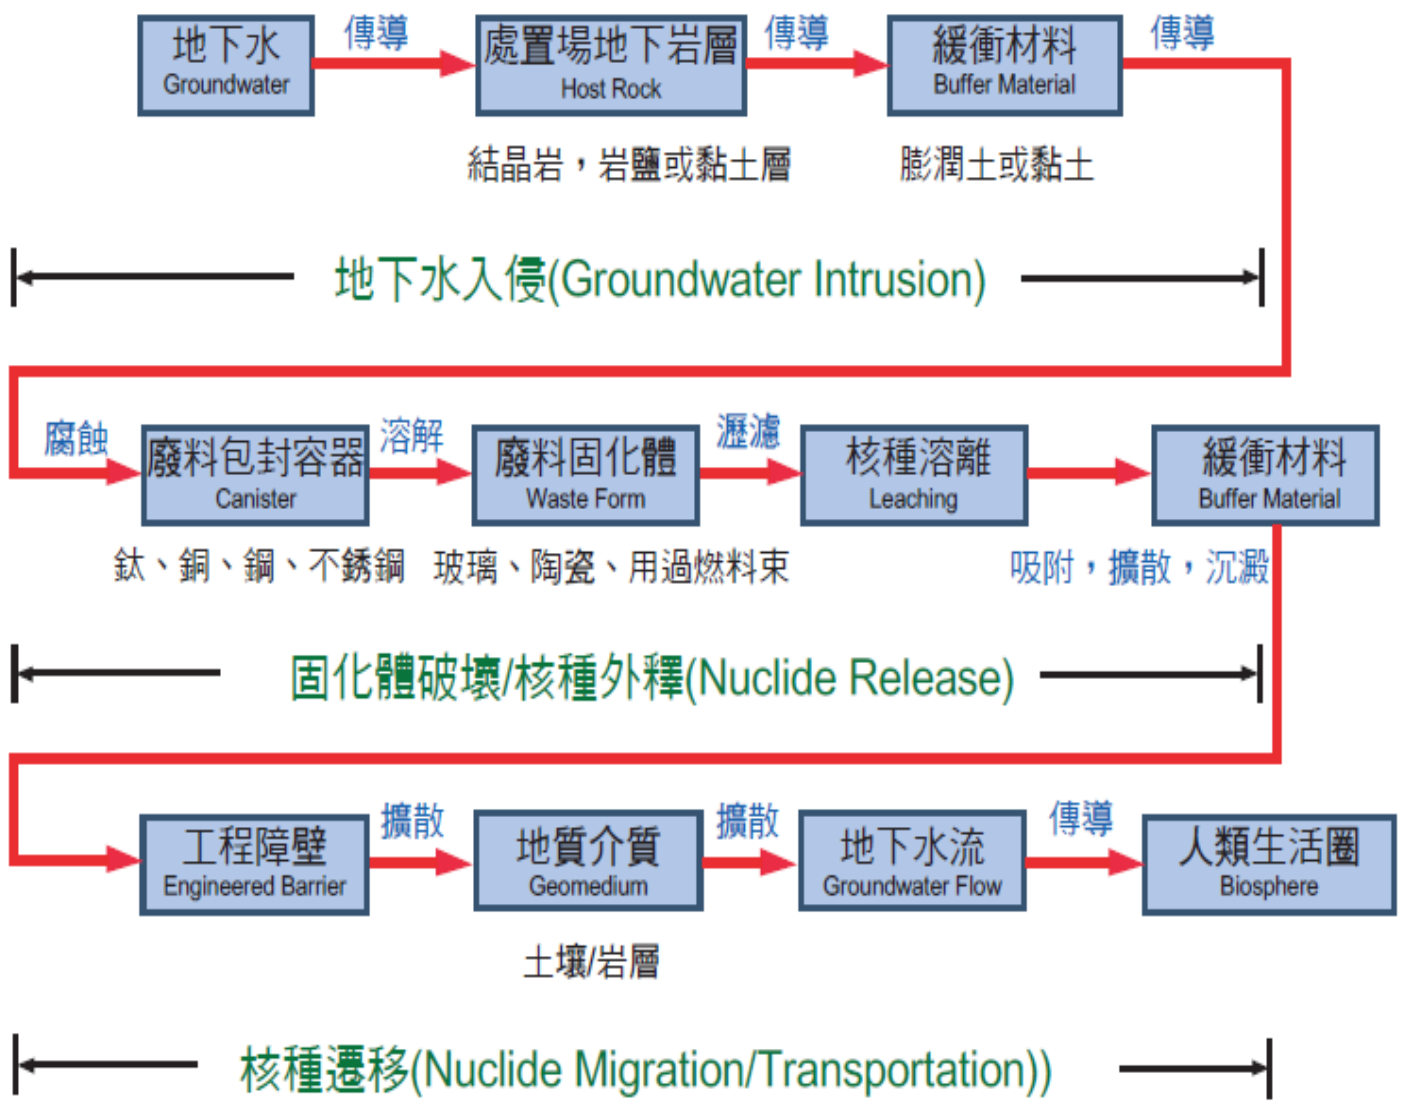 地下水
Groundwater
傳導
處置場地下岩層
Host Rock
傳導
緩衝材料
Buffer Material
傳導
結晶岩，岩鹽或黏土層
膨潤土或黏土
地下水入侵(Groundwater Intrusion)
腐蝕
廢料包封容器
Canister
溶解
廢料固化體
Waste Form
瀝濾
核種溶離
Leaching
緩衝材料
Buffer Material
鈦、銅、鋼、不銹鋼
玻璃、陶瓷、用過燃料束
吸附，擴散，沉澱
固化體破壞/核種外釋(Nuclide Release)
工程障壁
Engineered Barrier
擴散
地質介質
Geomedium
擴散
地下水流
Groundwater Flow
傳導
人類生活圈
Biosphere
土壤/岩層
核種遷移(Nuclide Migration/Transportation))